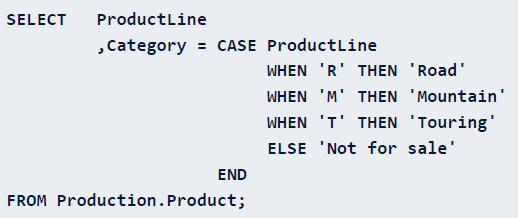 SELECT   ProductLine
        ,Category = CASE ProductLine
                         WHEN 'R' THEN 'Road'
                         WHEN 'M' THEN 'Mountain'
                         WHEN 'T' THEN 'Touring'
                         ELSE 'Not for sale'
                    END
FROM Production.Product;